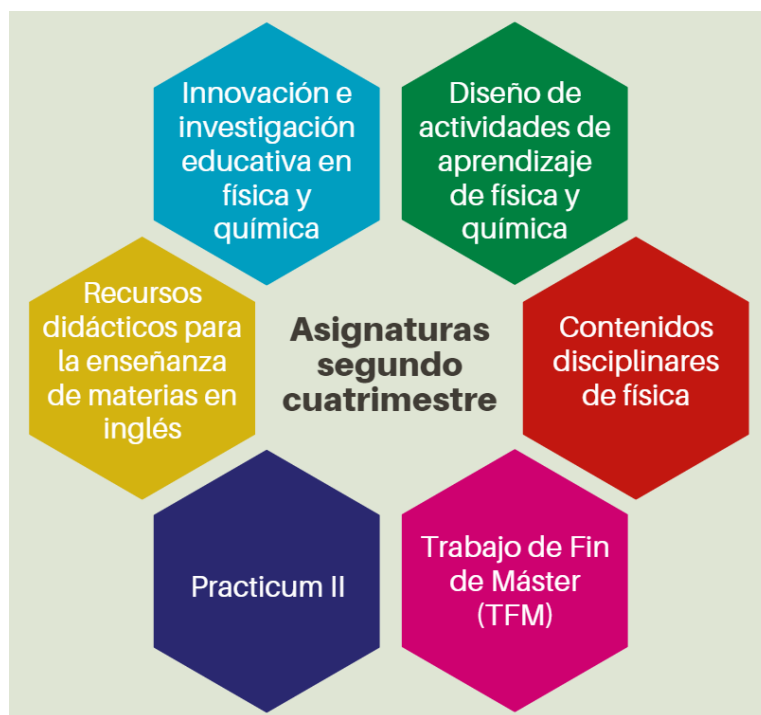 Innovación e
investigación
educativa en
física y
química
Diseño de
actividades de
aprendizaje
de física y
química
Recursos
didácticos para
la enseñanza
de materias en
inglés
Asignaturas
segundo
cuatrimestre
Contenidos
disciplinares
de física
Practicum II
Trabajo de Fin
de Máster
(TFM)